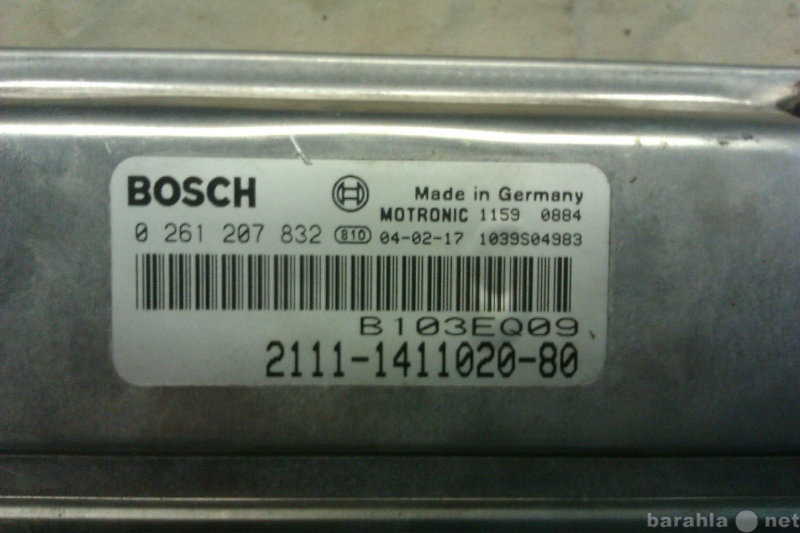 BOSCH
Made in Germany
MOTRONIC 1159 0884
0 261 207 832 810 04-02-17 1039S04983
B103EQ09
2111-1411020-80
barahla net